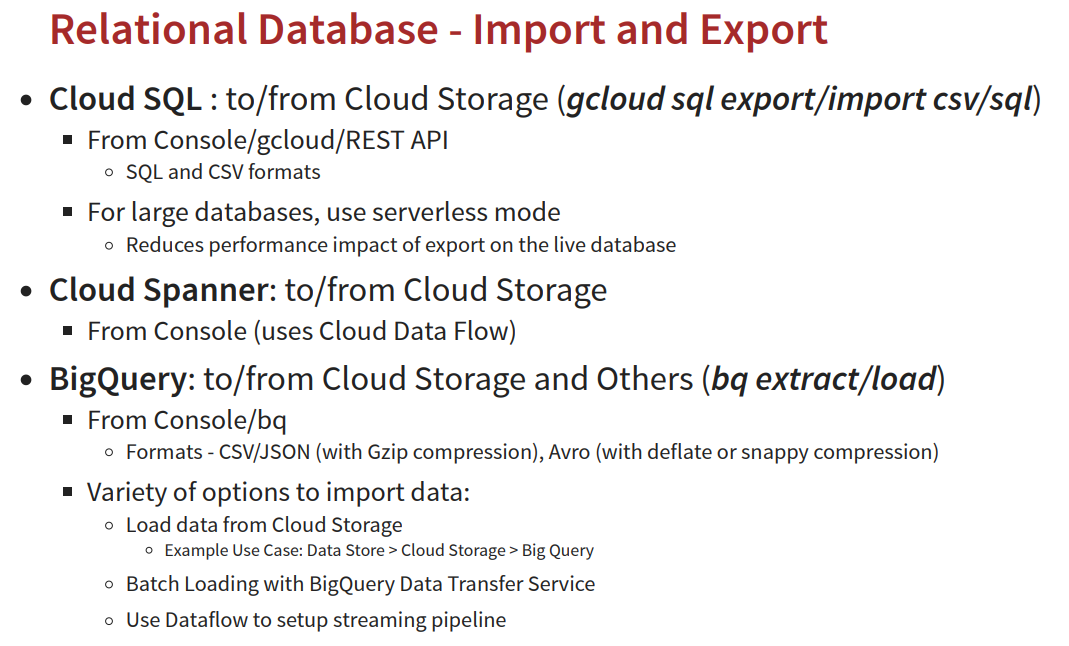 Relational Database - Import and Export
Cloud SQL : to/from Cloud Storage (gcloud sql export/import csv/sql)
From Console/gcloud/REST API
SQL and CSV formats
For large databases, use serverless mode
Reduces performance impact of export on the live database
Cloud Spanner: to/from Cloud Storage
From Console (uses Cloud Data Flow)
BigQuery: to/from Cloud Storage and Others (bq extract/load)
From Console/bq
Formats - CSV/JSON (with Gzip compression), Avro (with deflate or snappy compression)
Variety of options to import data:
Load data from Cloud Storage
Example Use Case: Data Store > Cloud Storage > Big Query
Batch Loading with BigQuery Data Transfer Service
Use Dataflow to setup streaming pipeline